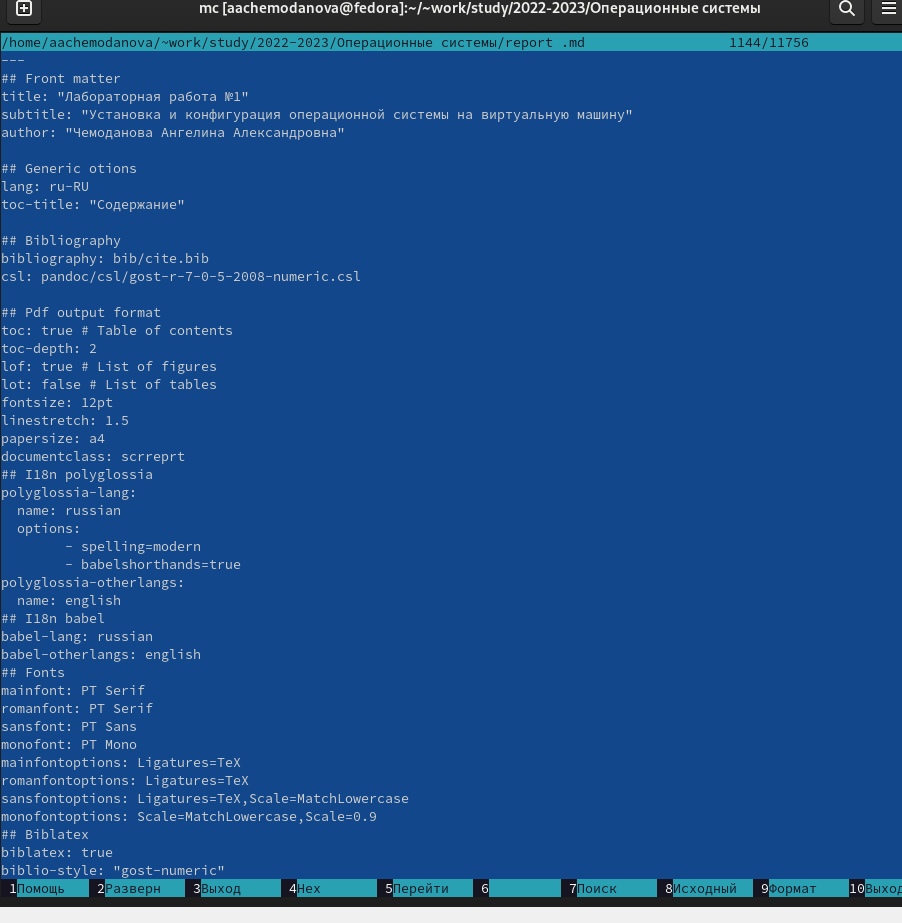 mc [aachemodanova@fedora]:~/~work/study/2022-2023/Операционные системы
/home/aachemodanova/~work/study/2022-2023/Операционные системы/report .md 1144/11756
---
## Front matter
title: "Лабораторная работа №1"
subtitle: "Установка и конфигурация операционной системы на виртуальную машину"
author: "Чемоданова Ангелина Александровна"

## Generic otions
lang: ru-RU
toc-title: "Содержание"

## Bibliography
bibliography: bib/cite.bib
csl: pandoc/csl/gost-r-7-0-5-2008-numeric.csl

## Pdf output format
toc: true # Table of contents
toc-depth: 2
lof: true # List of figures
lot: false # List of tables
fontsize: 12pt
linestretch: 1.5
papersize: a4
documentclass: scrreprt
## I18n polyglossia
polyglossia-lang:
  name: russian
  options:
        - spelling=modern
        - babelshorthands=true
polyglossia-otherlangs:
  name: english
## I18n babel
babel-lang: russian
babel-otherlangs: english
## Fonts
mainfont: PT Serif
romanfont: PT Serif
sansfont: PT Sans
monofont: PT Mono
mainfontoptions: Ligatures=TeX
romanfontoptions: Ligatures=TeX
sansfontoptions: Ligatures=TeX,Scale=MatchLowercase
monofontoptions: Scale=MatchLowercase,Scale=0.9
## Biblatex
biblatex: true
biblio-style: "gost-numeric"
1Помощь 2Разверн 3Выход 4Hex 5Перейти 6 7Поиск 8Исходный 9Формат 10Выход